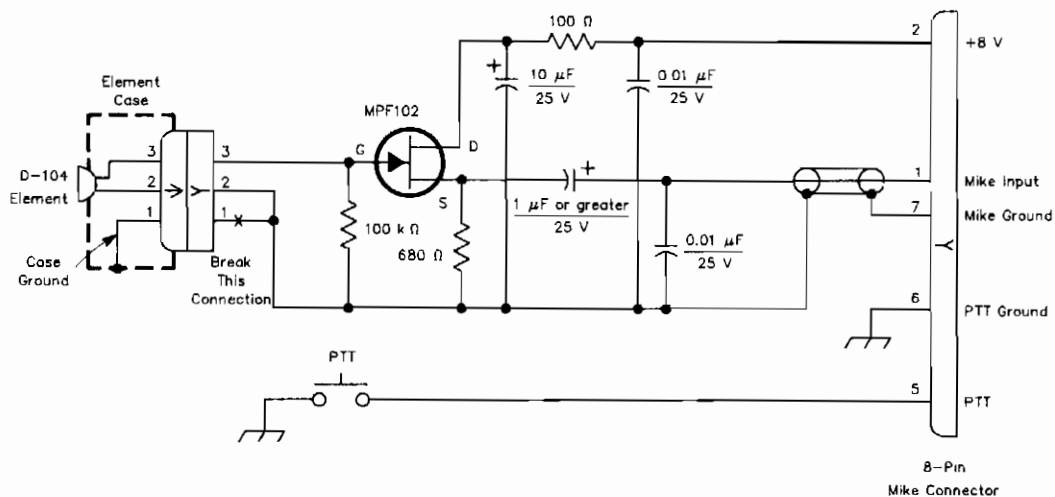 100 Ω
2
+8 V
+
10 µF
25 V
0.01 µF
25 V
Element
Case
MPF102
G
D
S
3
3
D-104
Element
2
2
1
1
Case
Ground
Break
This
Connection
100 k Ω
680 Ω
+
1 µF or greater
25 V
0.01 µF
25 V
1
Mike Input
7
Mike Ground
Y
6
PTT Ground
PTT
5
PTT
8-Pin
Mike Connector